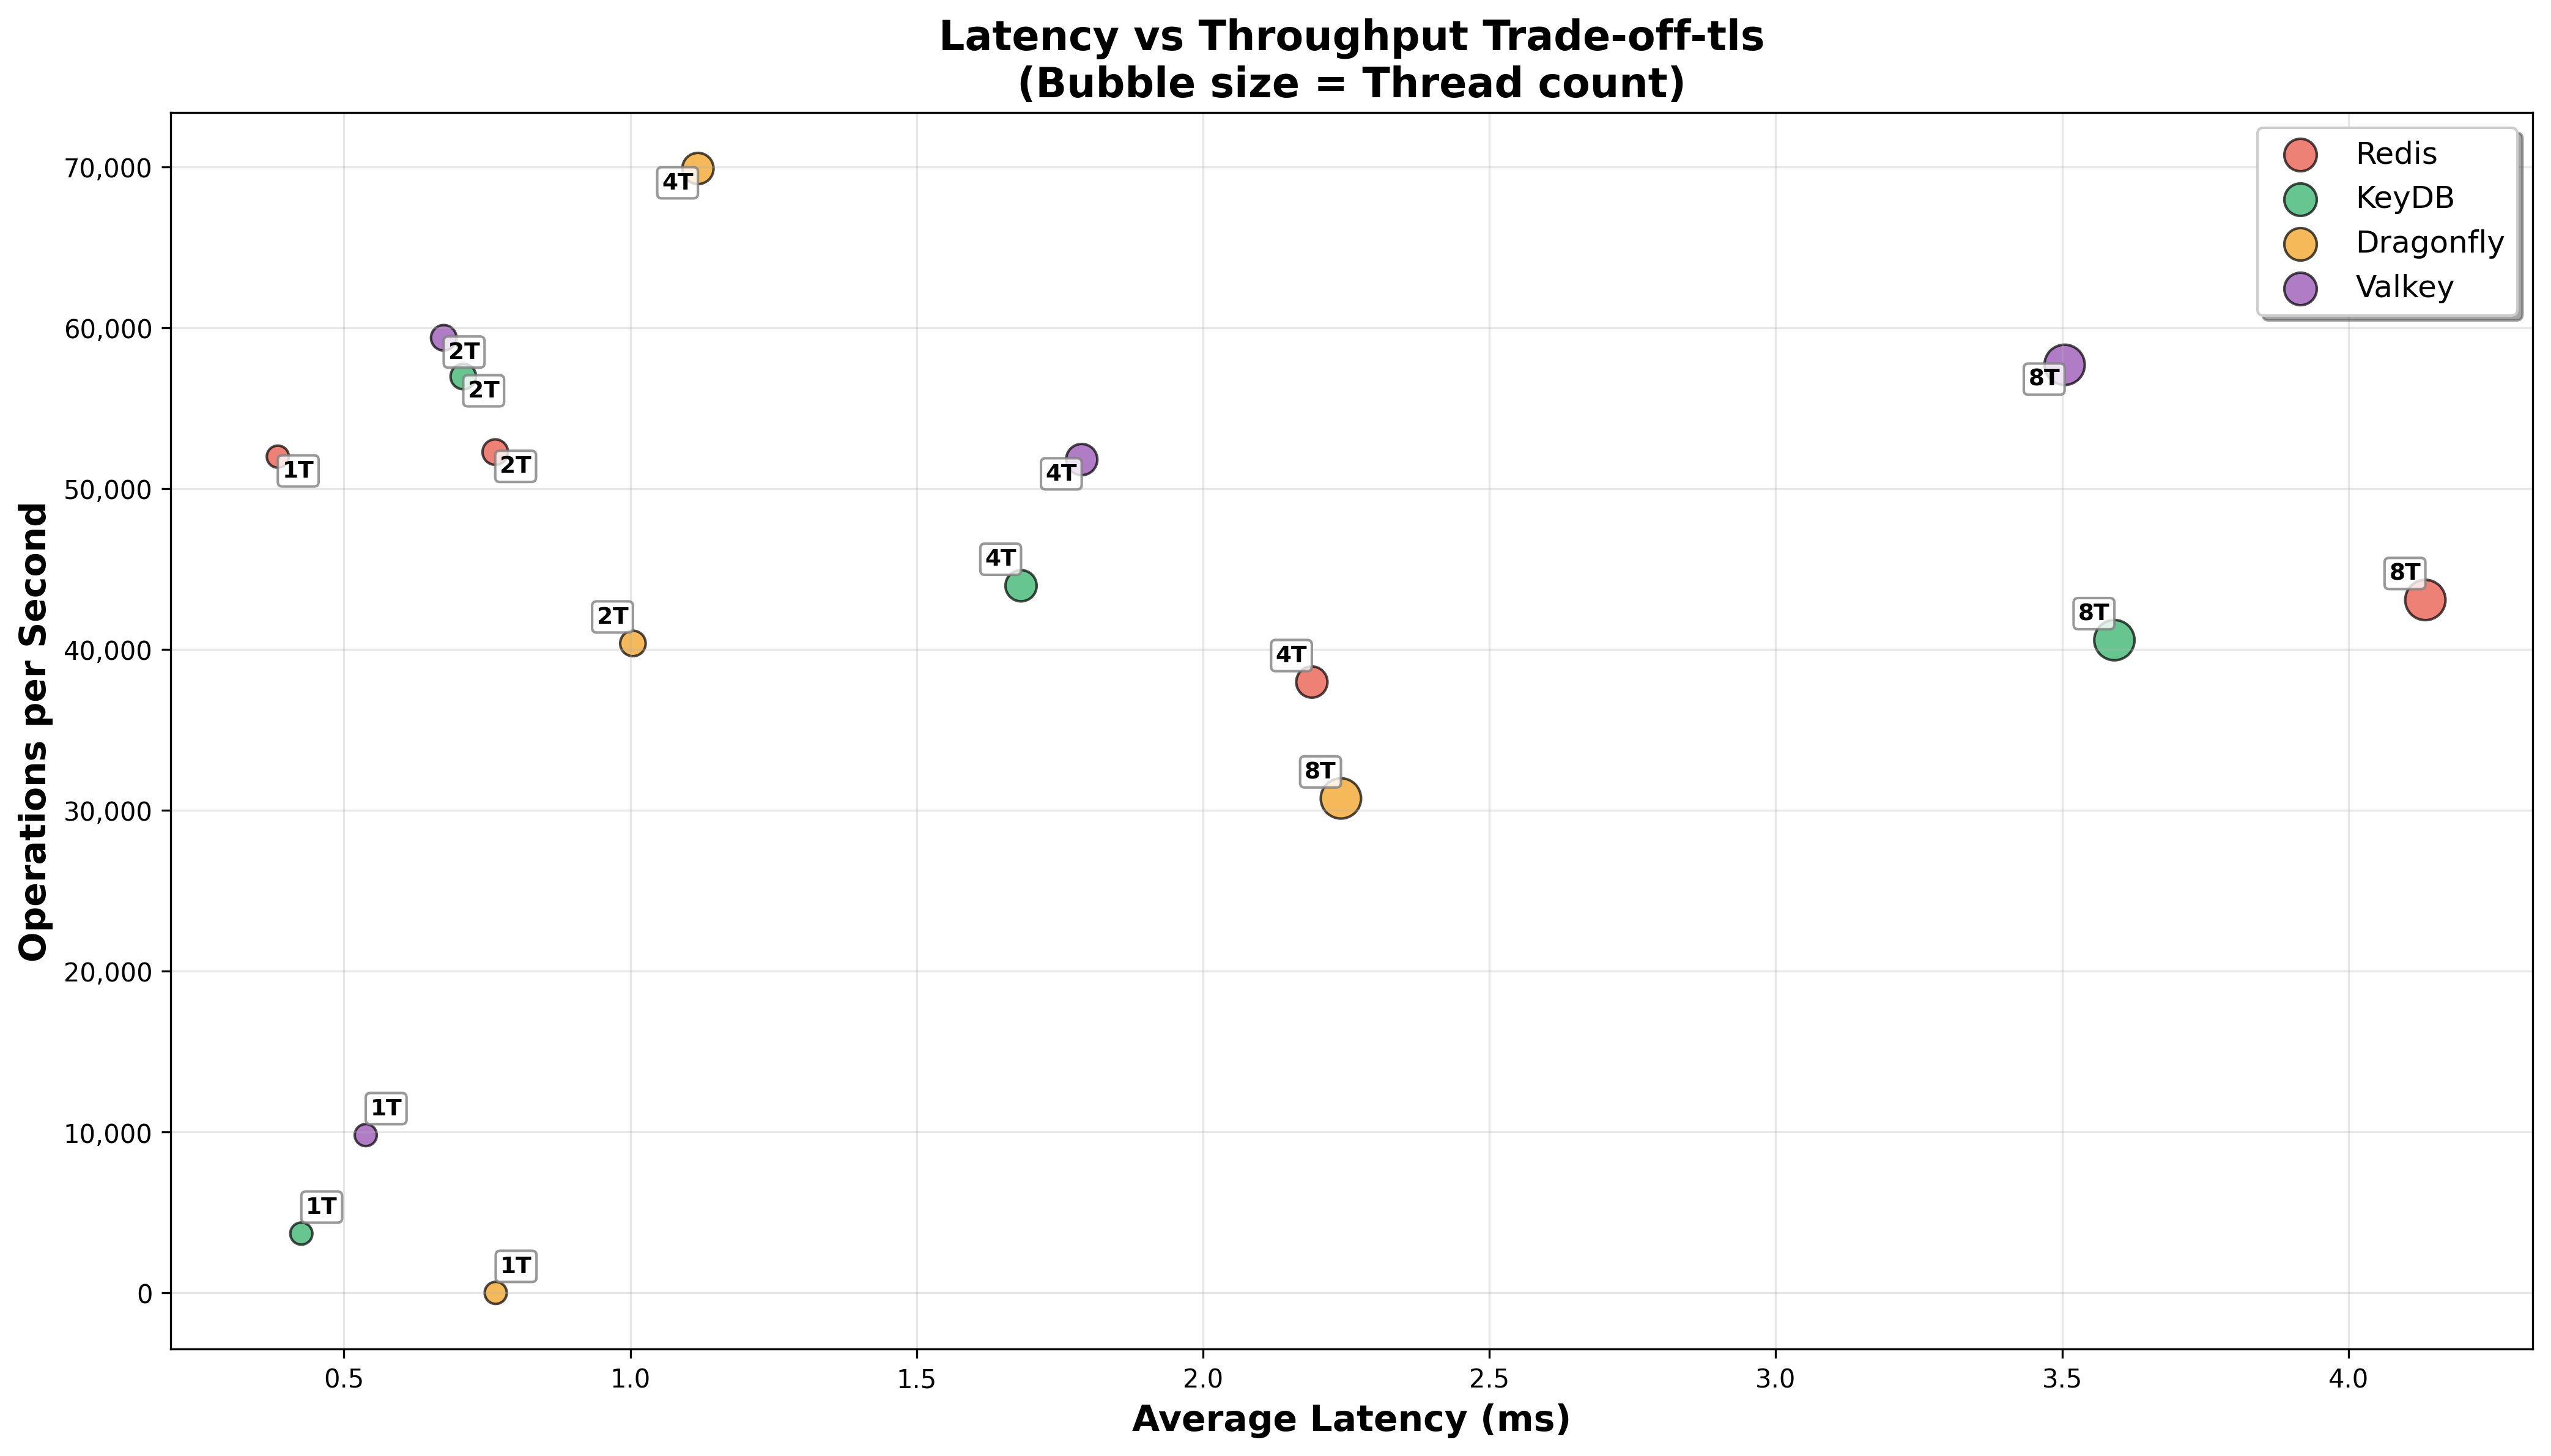 Latency vs Throughput Trade-off-tls
(Bubble size = Thread count)
Redis
KeyDB
Dragonfly
Valkey
Operations per Second
70,000
60,000
50,000
40,000
30,000
20,000
10,000
0
4T
2T
2T
1T
2T
8T
4T
4T
2T
8T
8T
4T
8T
1T
1T
1T
0.5
1.0
1.5
2.0
2.5
3.0
3.5
4.0
Average Latency (ms)